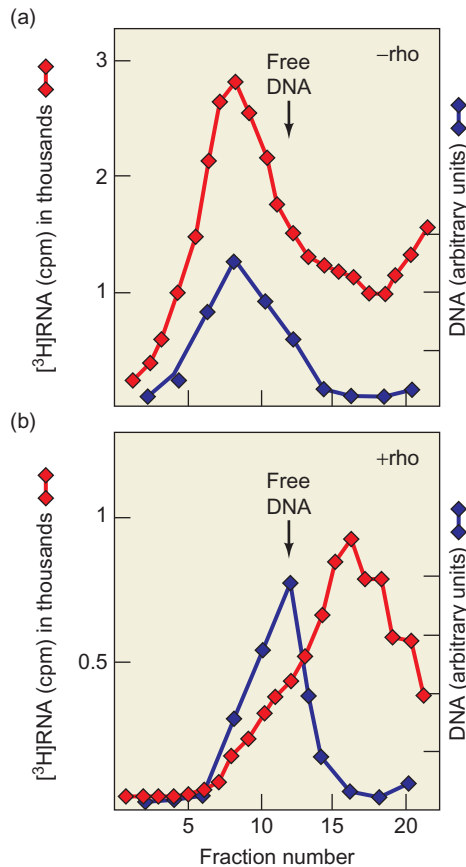 (a)
[³H]RNA (cpm) in thousands
3
2
1
–rho
Free
DNA
DNA (arbitrary units)
(b)
[³H]RNA (cpm) in thousands
1
0.5
+rho
Free
DNA
DNA (arbitrary units)
5 10 15 20
Fraction number